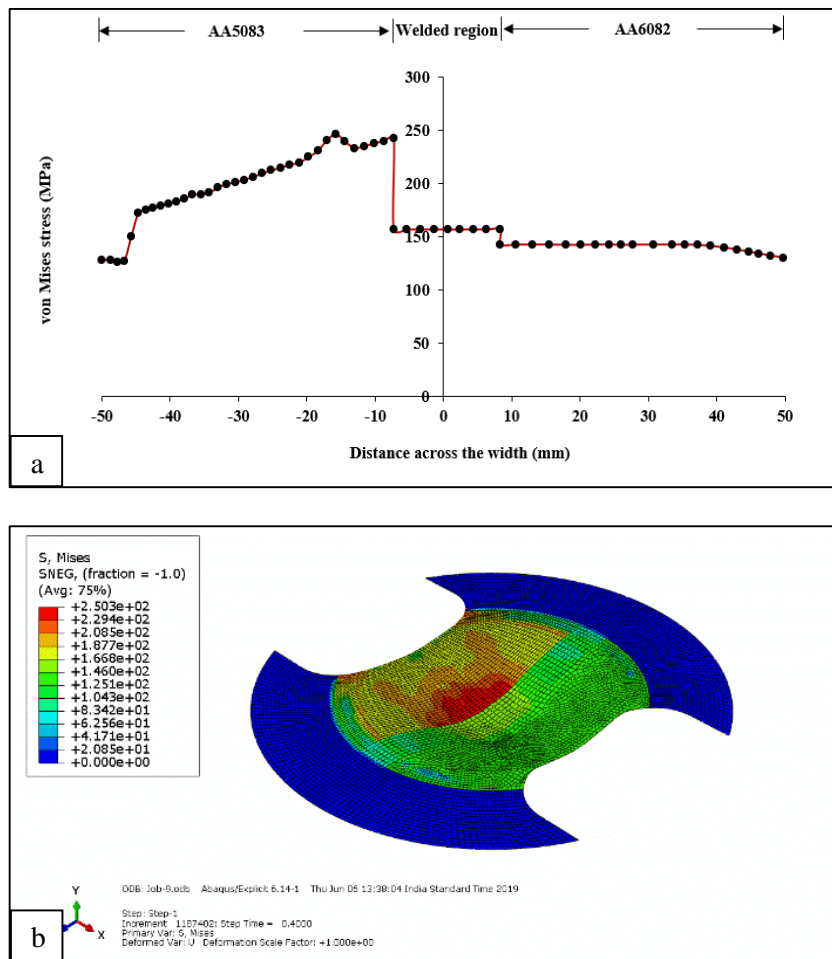 AA5083 Welded region AA6082
300
250
200
150
100
50
0
-50 -40 -30 -20 -10 0 10 20 30 40 50
von Mises stress (MPa)
Distance across the width (mm)
a
S, Mises
SNEG, (fraction = -1.0)
(Avg: 75%)
+2.503e+02
+2.294e+02
+2.085e+02
+1.877e+02
+1.668e+02
+1.460e+02
+1.251e+02
+1.043e+02
+8.342e+01
+6.256e+01
+4.171e+01
+2.085e+01
+0.000e+00
Y
X
ODB: Job-9.odb Abaqus/Explicit 6.14-1 Thu Jun 06 13:38:04 India Standard Time 2019
Step: Step-1
Increment 1187402: Step Time = 0.4000
Primary Var: S, Mises
Deformed Var: U Deformation Scale Factor: +1.000e+00
b